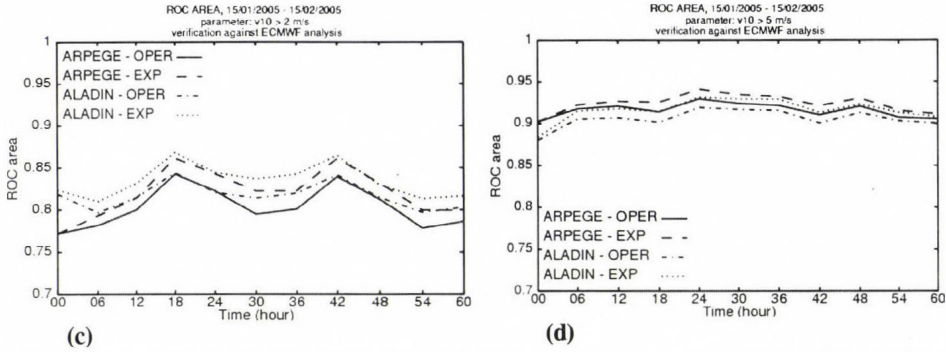 ROC AREA, 15/01/2005 - 15/02/2005
parameter: v10 > 2 m/s
verification against ECMWF analysis
1
0.95
0.9
0.85
0.8
0.75
0.7
ROC area
ARPEGE - OPER
ARPEGE - EXP
ALADIN - OPER
ALADIN - EXP
00 06 12 18 24 30 36 42 48 54 60
Time (hour)
(c)
ROC AREA, 15/01/2005 - 15/02/2005
parameter: v10 > 5 m/s
verification against ECMWF analysis
1
0.95
0.9
0.85
0.8
0.75
0.7
ROC area
ARPEGE - OPER
ARPEGE - EXP
ALADIN - OPER
ALADIN - EXP
00 06 12 18 24 30 36 42 48 54 60
Time (hour)
(d)